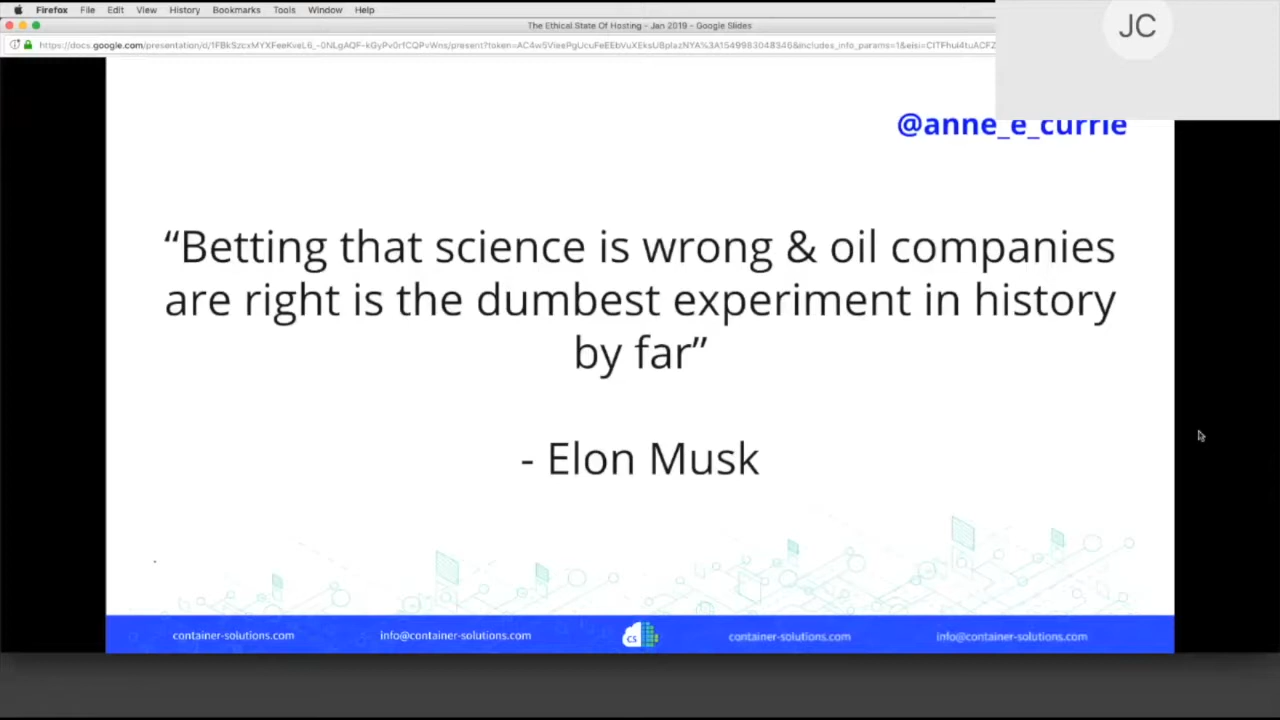 Firefox File Edit View History Bookmarks Tools Window Help
JC
The Ethical State Of Hosting - Jan 2019 - Google Slides
@anne_e_currie
“Betting that science is wrong & oil companies
are right is the dumbest experiment in history
by far”
- Elon Musk
container-solutions.com info@container-solutions.com CS container-solutions.com info@container-solutions.com